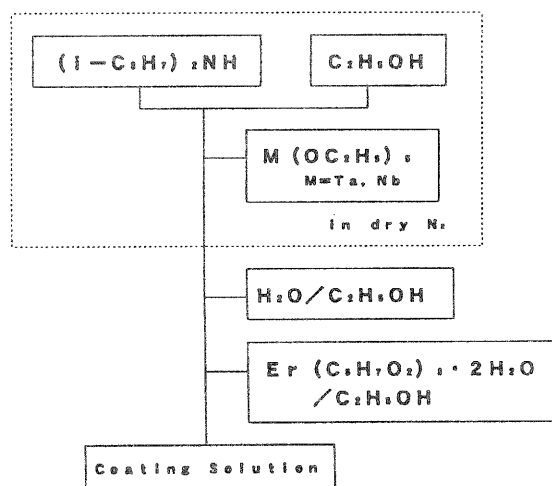 (i-C₃H₇)₂NH
C₂H₅OH
M(OC₂H₅)₅
M=Ta, Nb
in dry N₂
H₂O/C₂H₅OH
Er(C₅H₇O₂)₃・2H₂O
/C₂H₅OH
Coating Solution